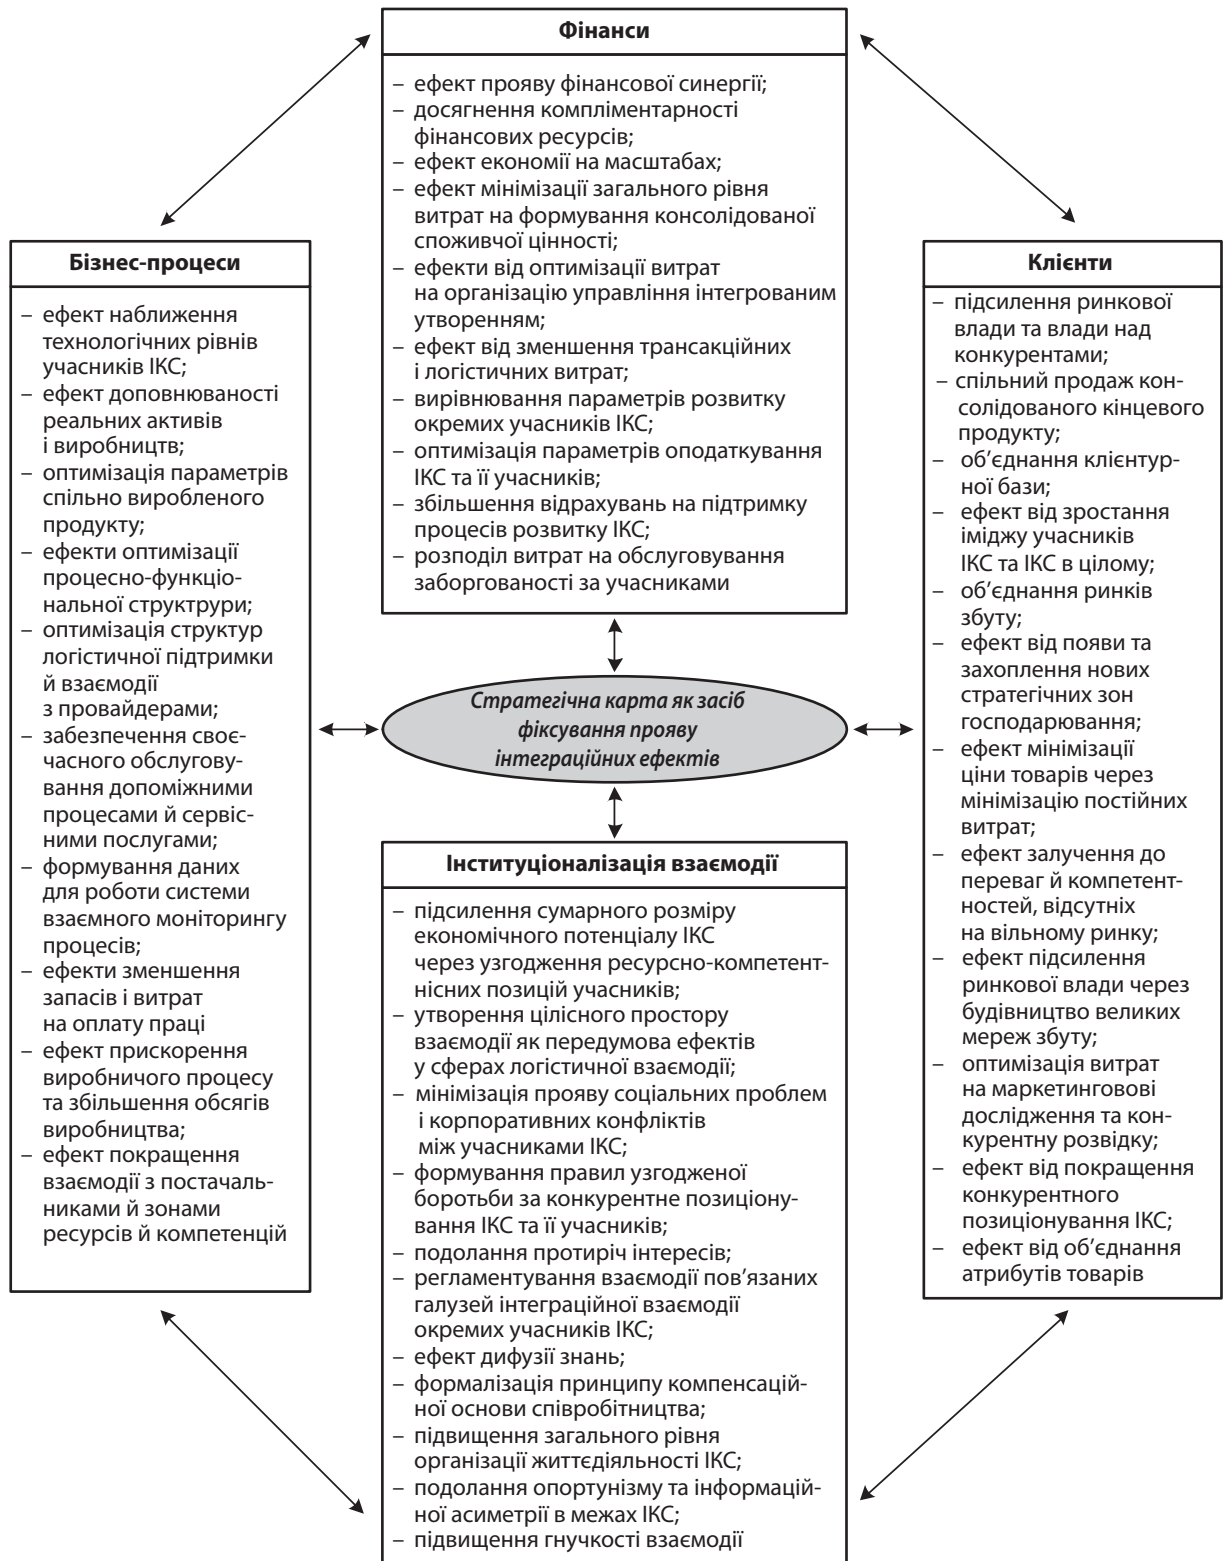 Фінанси
– ефект прояву фінансової синергії;
– досягнення компліментарності
фінансових ресурсів;
– ефект економії на масштабах;
– ефект мінімізації загального рівня
витрат на формування консолідованої
споживчої цінності;
– ефекти від оптимізації витрат
на організацію управління інтегрованим
утворенням;
– ефект від зменшення трансакційних
і логістичних витрат;
– вирівнювання параметрів розвитку
окремих учасників ІКС;
– оптимізація параметрів оподаткування
ІКС та її учасників;
– збільшення відрахувань на підтримку
процесів розвитку ІКС;
– розподіл витрат на обслуговування
заборгованості за учасниками
Бізнес-процеси
– ефект наближення
технологічних рівнів
учасників ІКС;
– ефект доповнюваності
реальних активів
і виробництв;
– оптимізація параметрів
спільно виробленого
продукту;
– ефекти оптимізації
процесно-функціо-
нальної структрури;
– оптимізація структур
логістичної підтримки
й взаємодії
з провайдерами;
– забезпечення своє-
часного обслугову-
вання допоміжними
процесами й сервіс-
ними послугами;
– формування даних
для роботи системи
взаємного моніторингу
процесів;
– ефекти зменшення
запасів і витрат
на оплату праці
– ефект прискорення
виробничого процесу
та збільшення обсягів
виробництва;
– ефект покращення
взаємодії з постачаль-
никами й зонами
ресурсів й компетенцій
Стратегічна карта як засіб
фіксування прояву
інтеграційних ефектів
Клієнти
– підсилення ринкової
влади та влади над
конкурентами;
– спільний продаж кон-
солідованого кінцевого
продукту;
– об’єднання клієнтур-
ної бази;
– ефект від зростання
іміджу учасників
ІКС та ІКС в цілому;
– об’єднання ринків
збуту;
– ефект від появи та
захоплення нових
стратегічних зон
господарювання;
– ефект мінімізації
ціни товарів через
мінімізацію постійних
витрат;
– ефект залучення до
переваг й компетент-
ностей, відсутніх
на вільному ринку;
– ефект підсилення
ринкової влади через
будівництво великих
мереж збуту;
– оптимізація витрат
на маркетинговові
дослідження та кон-
курентну розвідку;
– ефект від покращення
конкурентного
позиціонування ІКС;
– ефект від об’єднання
атрибутів товарів
Інституціоналізація взаємодії
– підсилення сумарного розміру
економічного потенціалу ІКС
через узгодження ресурсно-компетент-
нісних позицій учасників;
– утворення цілісного простору
взаємодії як передумова ефектів
у сферах логістичної взаємодії;
– мінімізація прояву соціальних проблем
і корпоративних конфліктів
між учасниками ІКС;
– формування правил узгодженої
боротьби за конкурентне позиціону-
вання ІКС та її учасників;
– подолання протиріч інтересів;
– регламентування взаємодії пов’язаних
галузей інтеграційної взаємодії
окремих учасників ІКС;
– ефект дифузії знань;
– формалізація принципу компенсацій-
ної основи співробітництва;
– підвищення загального рівня
організації життєдіяльності ІКС;
– подолання опортунізму та інформацій-
ної асиметрії в межах ІКС;
– підвищення гнучкості взаємодії